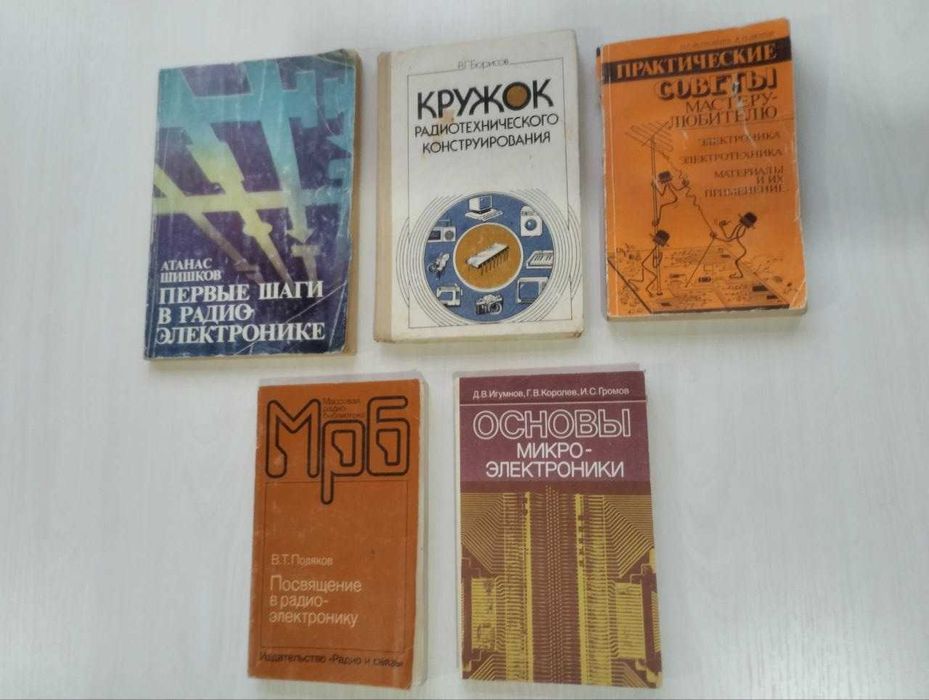 АТАНАС
ШИШКОВ
ПЕРВЫЕ ШАГИ
В РАДИО-
ЭЛЕКТРОНИКЕ
В.Г.Борисов
КРУЖОК
РАДИОТЕХНИЧЕСКОГО
КОНСТРУИРОВАНИЯ
ПРАКТИЧЕСКИЕ
СОВЕТЫ
МАСТЕРУ-
ЛЮБИТЕЛЮ
ЭЛЕКТРОНИКА
ЭЛЕКТРОТЕХНИКА
МАТЕРИАЛЫ
И ИХ
ПРИМЕНЕНИЕ
Массовая
радио-
библиотека
Мрб
В.Т.Поляков
Посвящение
в радио-
электронику
Издательство «Радио и связь»
Д.В.Игумнов, Г.В.Королев, И.С.Громов
ОСНОВЫ
МИКРО-
ЭЛЕКТРОНИКИ